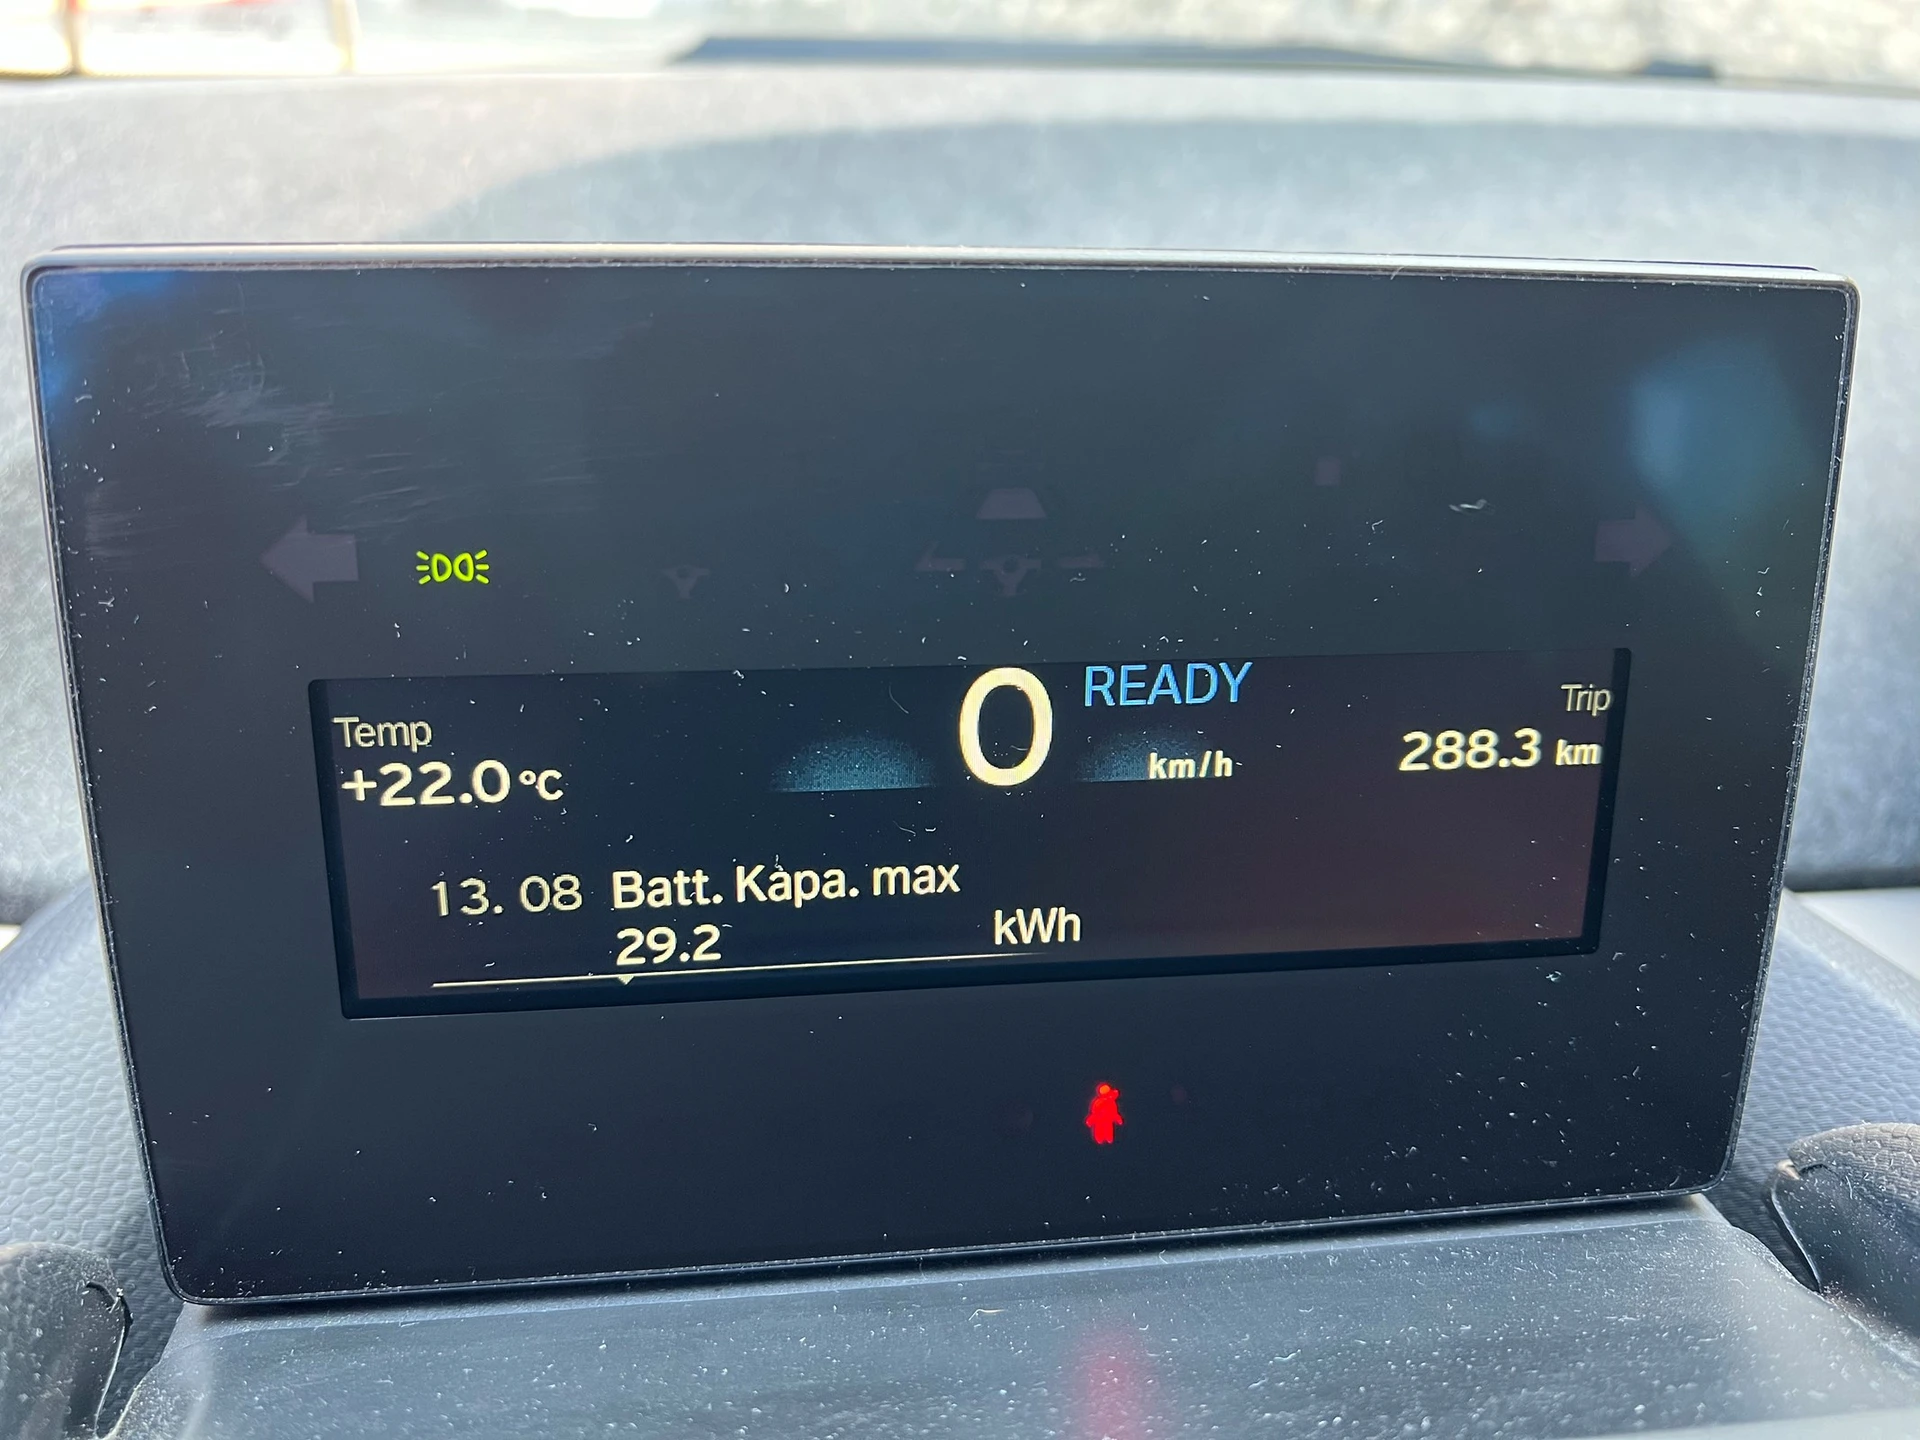 READY
0
km/h
Temp
+22.0 °C
Trip
288.3 km
13. 08 Batt. Kapa. max
29.2 kWh